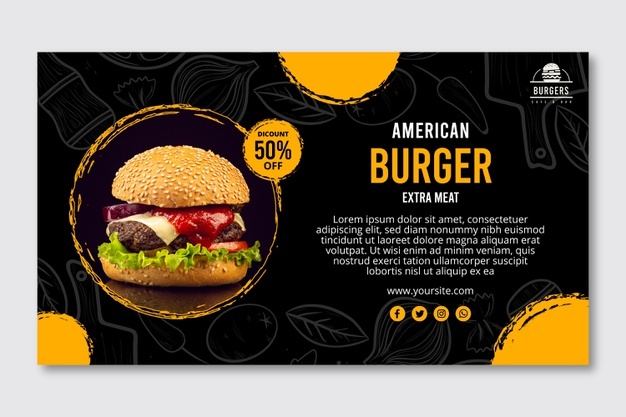 BURGERS
CAFE & BAR
DICOUNT
50%
OFF
AMERICAN
BURGER
EXTRA MEAT
Lorem ipsum dolor sit amet, consectetuer
adipiscing elit, sed diam nonummy nibh
euismod tincidunt ut laoreet dolore magna
aliquam erat volutpat. Ut wisi enim ad minim
veniam, quis nostrud exerci tation ullamcorper
suscipit lobortis nisl ut aliquip ex ea
www.yoursite.com